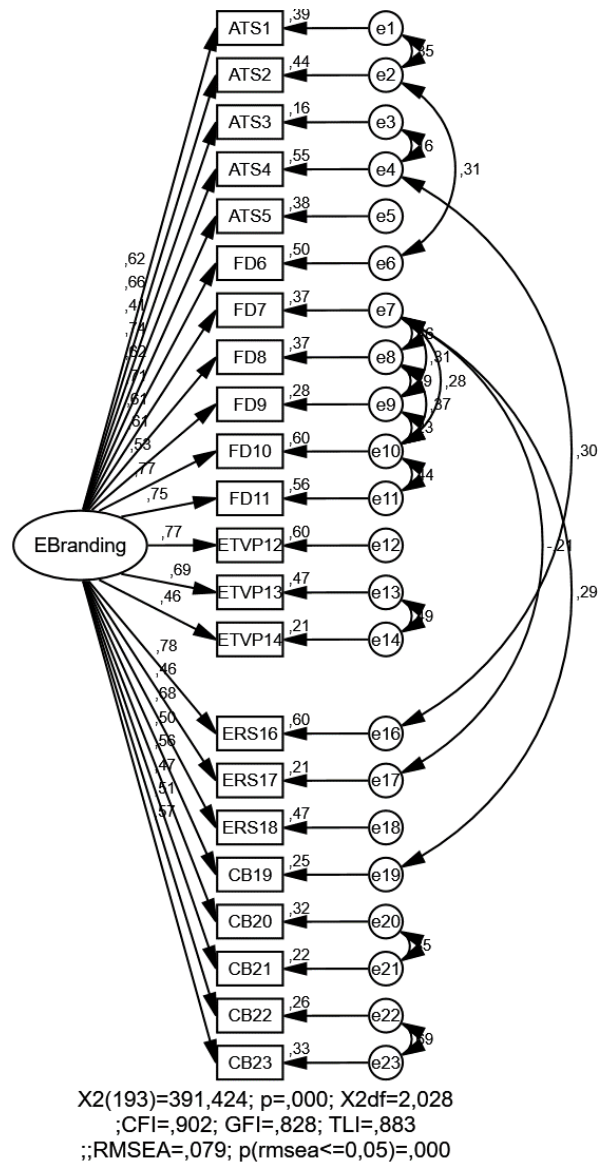 ,39
ATS1 e1
,35
,44
ATS2 e2
,16
ATS3 e3
,55
ATS4 e4
,31
,38
ATS5 e5
,50
FD6 e6
,62
,66
,41
,74
,62
,71
,61
,61
,53
,77
,75
,37
FD7 e7
,37
FD8 e8
,31
,28
,28
FD9 e9
,37
,60
FD10 e10
,30
,56
FD11 e11
,44
EBranding
,77
,60
ETVP12 e12
-,21
,69
,47
ETVP13 e13
,29
,46
,21
ETVP14 e14
,78
,46
,68
,50
,56
,47
,51
,57
,60
ERS16 e16
,21
ERS17 e17
,47
ERS18 e18
,25
CB19 e19
,32
CB20 e20
,22
CB21 e21
,26
CB22 e22
,33
CB23 e23
X2(193)=391,424; p=,000; X2df=2,028
;CFI=,902; GFI=,828; TLI=,883
;;RMSEA=,079; p(rmsea<=0,05)=,000